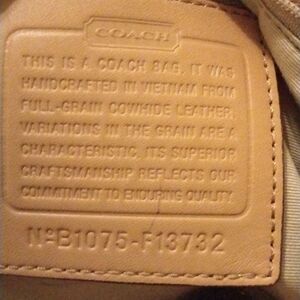 COACH
THIS IS A COACH BAG. IT WAS
HANDCRAFTED IN VIETNAM FROM
FULL-GRAIN COWHIDE LEATHER.
VARIATIONS IN THE GRAIN ARE A
CHARACTERISTIC. ITS SUPERIOR
CRAFTSMANSHIP REFLECTS OUR
COMMITMENT TO ENDURING QUALITY.
NºB1075-F13732